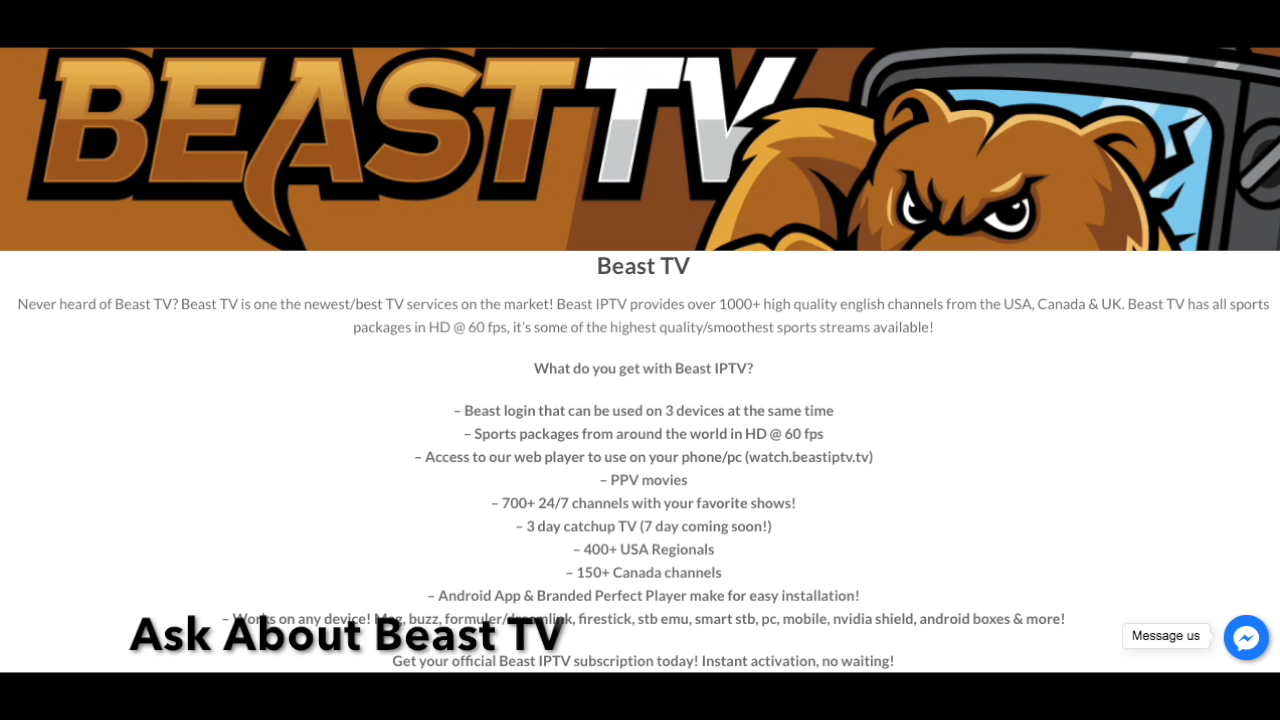 BEAST TV
Beast TV
Never heard of Beast TV? Beast TV is one the newest/best TV services on the market! Beast IPTV provides over 1000+ high quality english channels from the USA, Canada & UK. Beast TV has all sports
packages in HD @ 60 fps, it’s some of the highest quality/smoothest sports streams available!
What do you get with Beast IPTV?
– Beast login that can be used on 3 devices at the same time
– Sports packages from around the world in HD @ 60 fps
– Access to our web player to use on your phone/pc (watch.beastiptv.tv)
– PPV movies
– 700+ 24/7 channels with your favorite shows!
– 3 day catchup TV (7 day coming soon!)
– 400+ USA Regionals
– 150+ Canada channels
– Android App & Branded Perfect Player make for easy installation!
– Works on any device! Mag, buzz, formuler/dreamlink, firestick, stb emu, smart stb, pc, mobile, nvidia shield, android boxes & more!
Ask About Beast TV
Message us
Get your official Beast IPTV subscription today! Instant activation, no waiting!